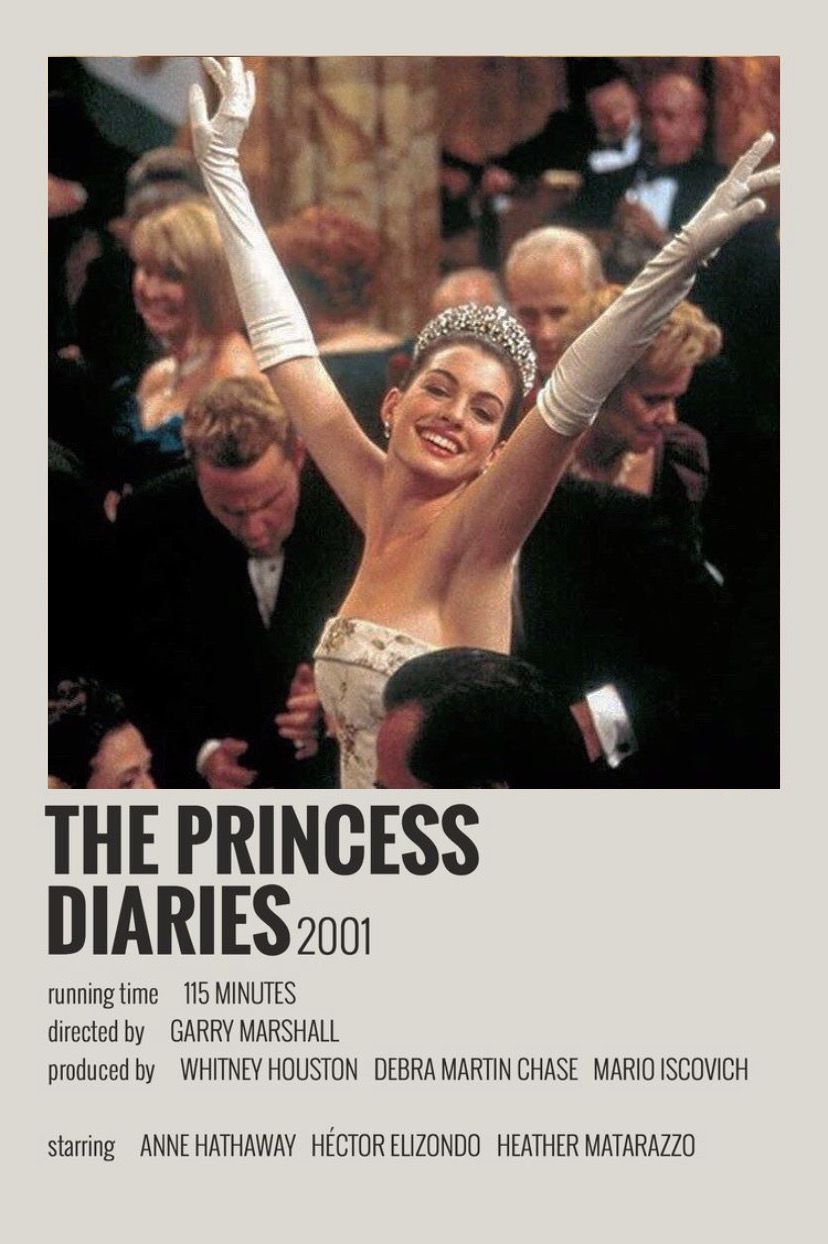 THE PRINCESS
DIARIES 2001
running time 115 MINUTES
directed by GARRY MARSHALL
produced by WHITNEY HOUSTON DEBRA MARTIN CHASE MARIO ISCOVICH
starring ANNE HATHAWAY HÉCTOR ELIZONDO HEATHER MATARAZZO